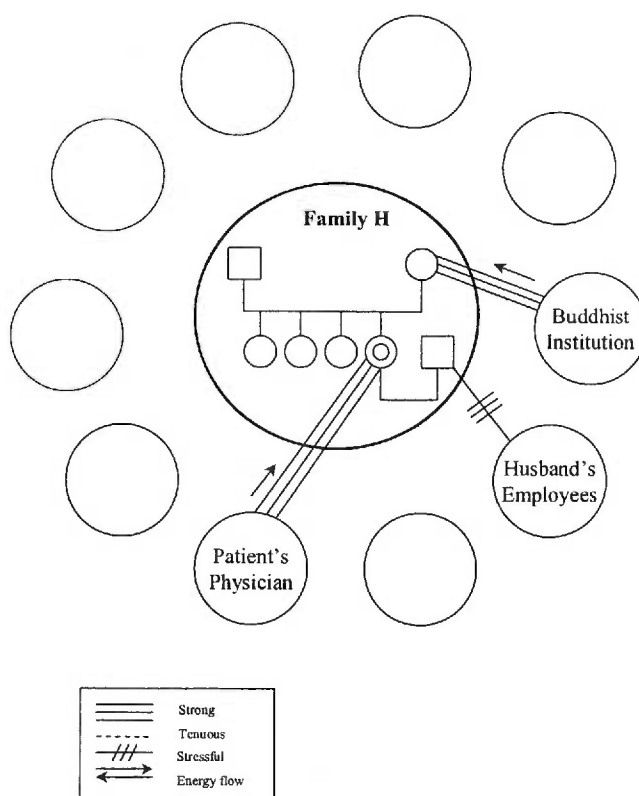 Family H
Buddhist
Institution
Husband's
Employees
Patient's
Physician
Strong
Tenuous
Stressful
Energy flow